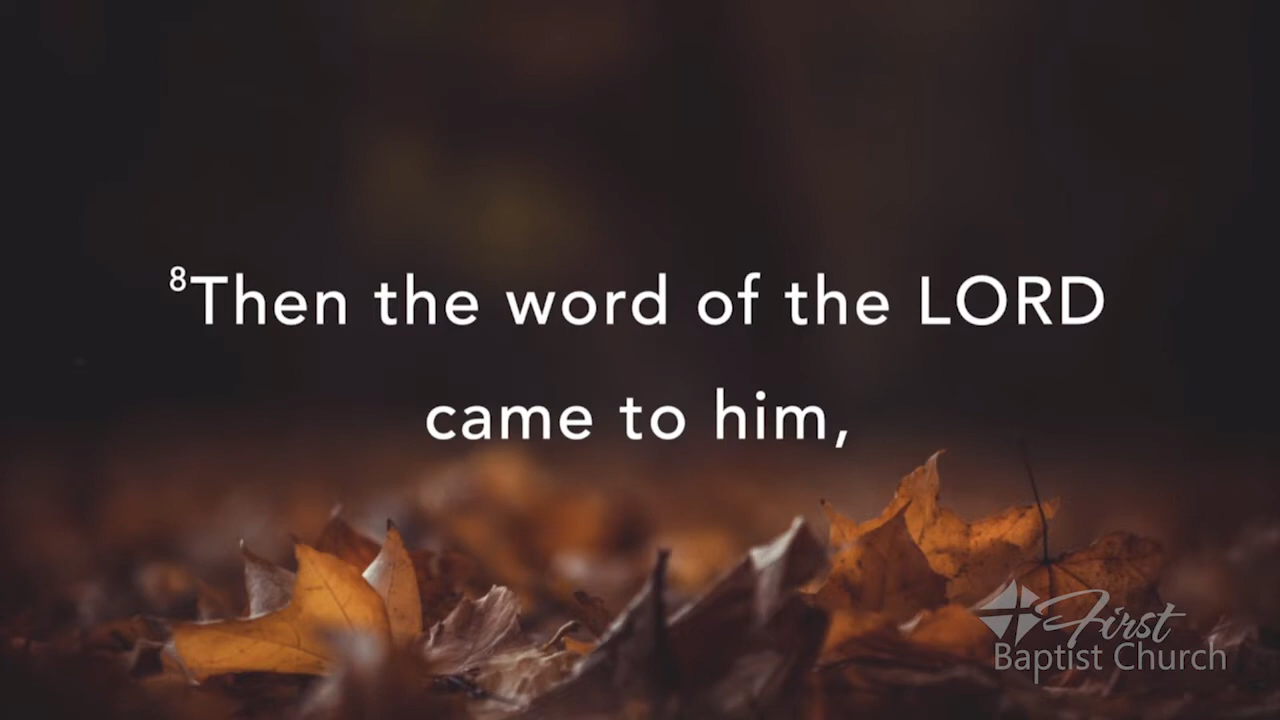 ⁸Then the word of the LORD
came to him,
First
Baptist Church